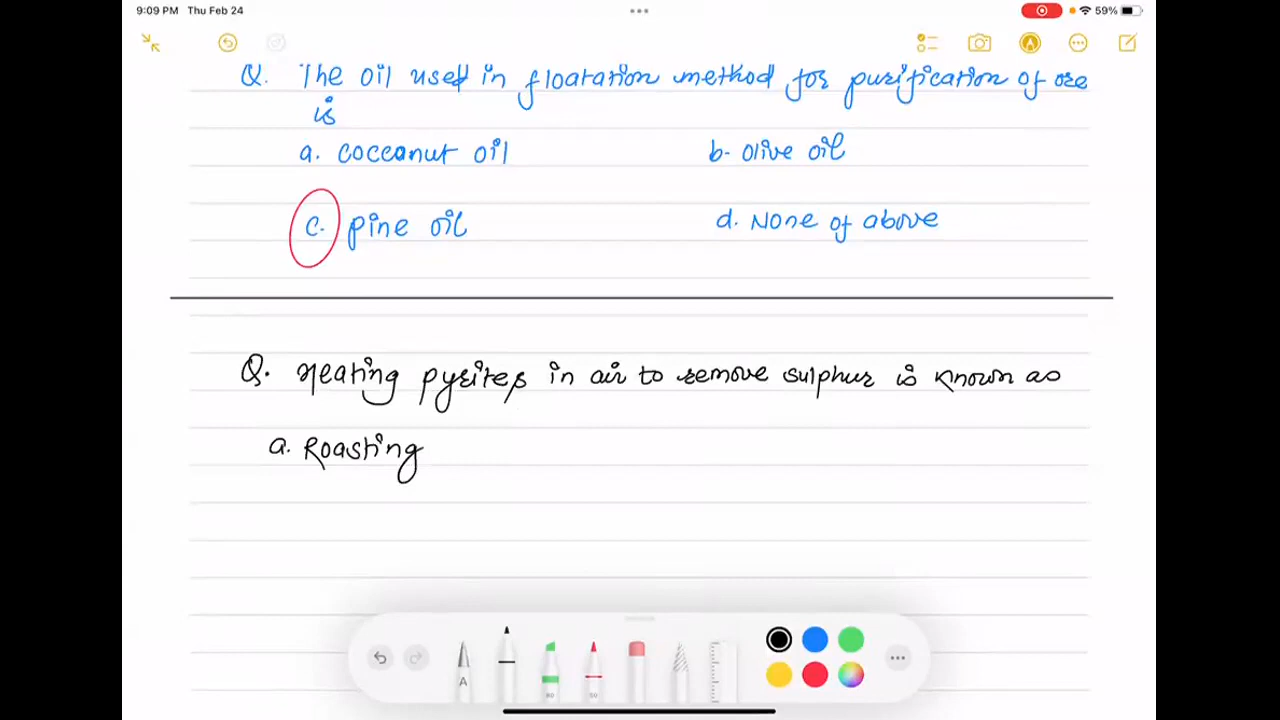 9:09 PM Thu Feb 24
59%
Q. The oil used in floatation method for purification of ore
is
a. coccanut oil b. olive oil
c. pine oil d. None of above
Q. Heating pyrites in air to remove sulphur is known as
a. Roasting
A
80
50